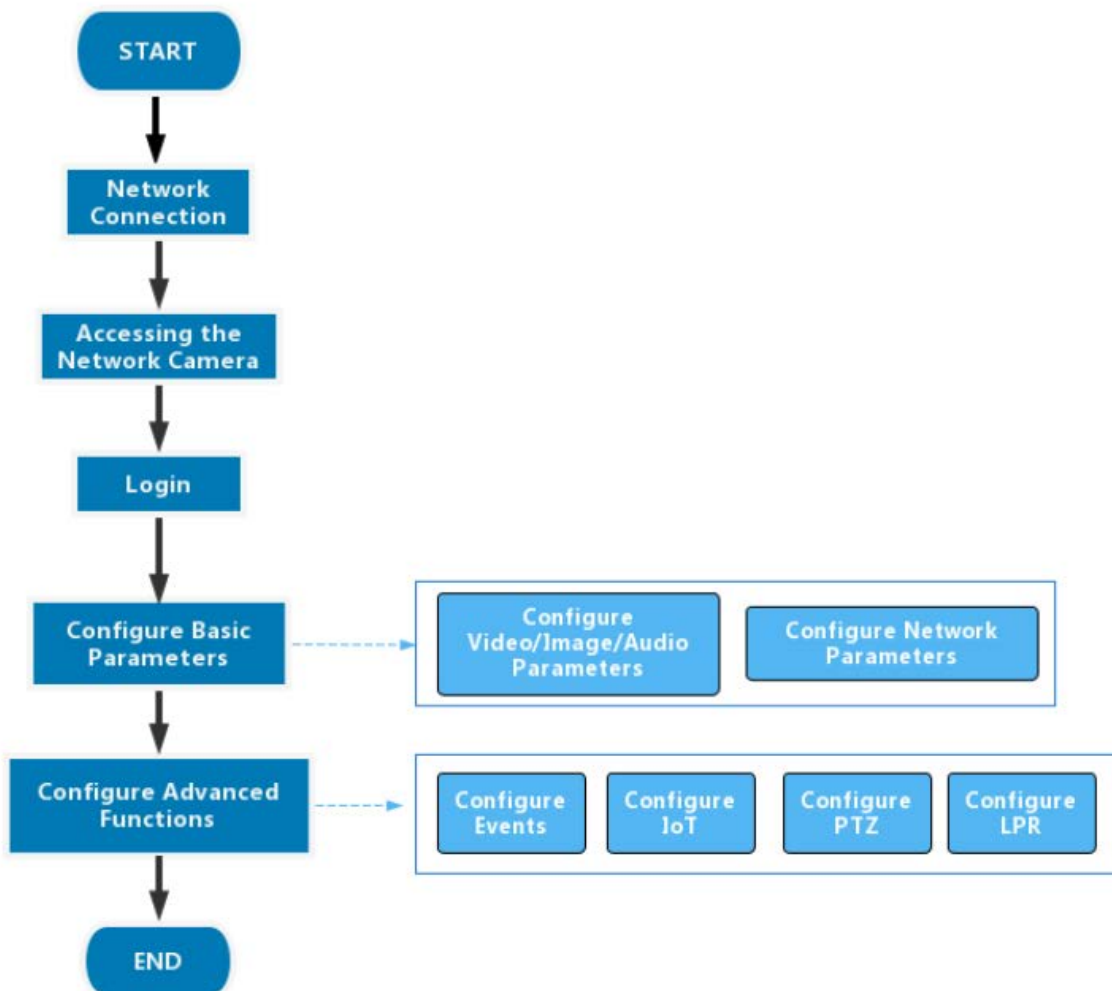 START
Network
Connection
Accessing the
Network Camera
Login
Configure Basic
Parameters
Configure
Video/Image/Audio
Parameters
Configure Network
Parameters
Configure Advanced
Functions
Configure
Events
Configure
IoT
Configure
PTZ
Configure
LPR
END